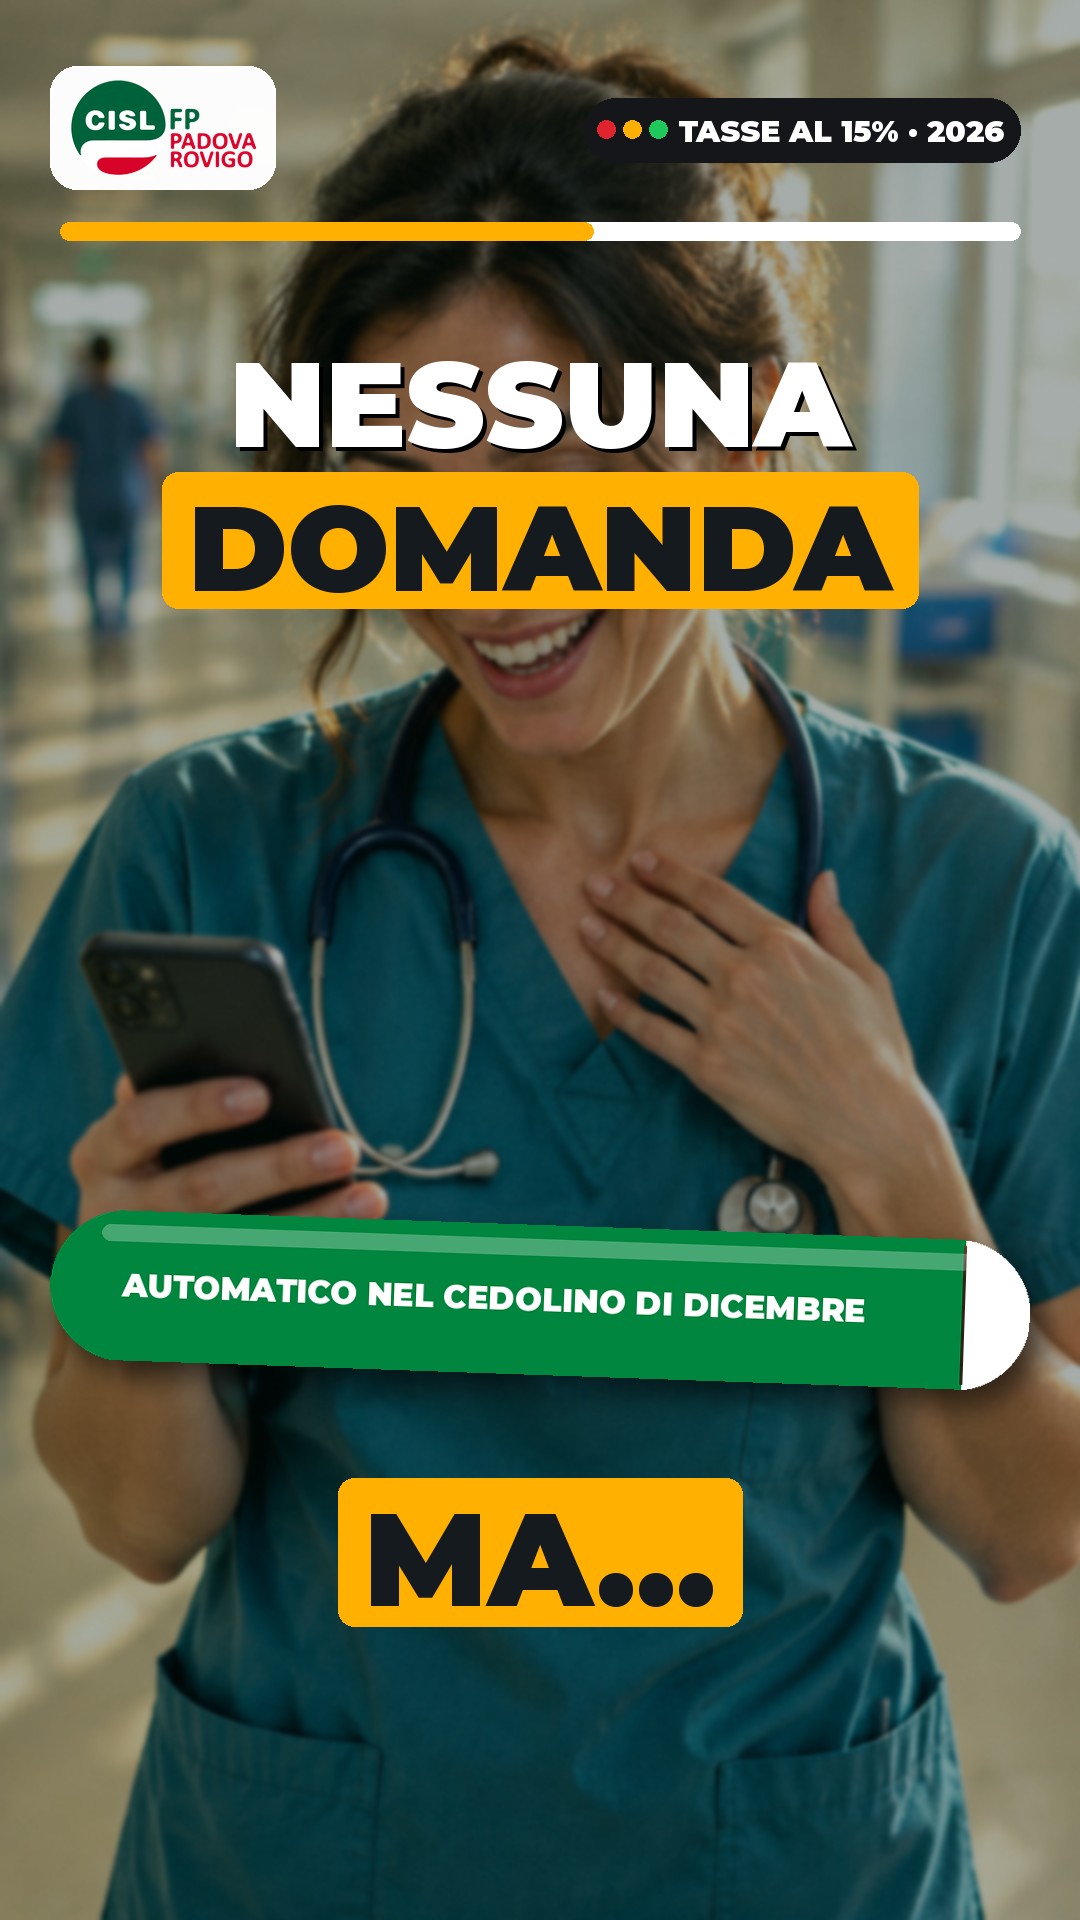 CISL FP
PADOVA
ROVIGO
TASSE AL 15% • 2026
NESSUNA
DOMANDA
AUTOMATICO NEL CEDOLINO DI DICEMBRE
MA...